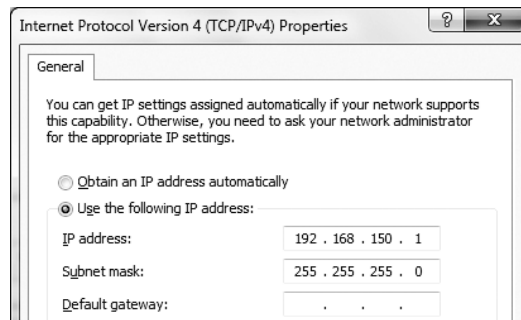 Internet Protocol Version 4 (TCP/IPv4) Properties
? X
General
You can get IP settings assigned automatically if your network supports
this capability. Otherwise, you need to ask your network administrator
for the appropriate IP settings.
Obtain an IP address automatically
Use the following IP address:
IP address: 192 . 168 . 150 . 1
Subnet mask: 255 . 255 . 255 . 0
Default gateway: . . .